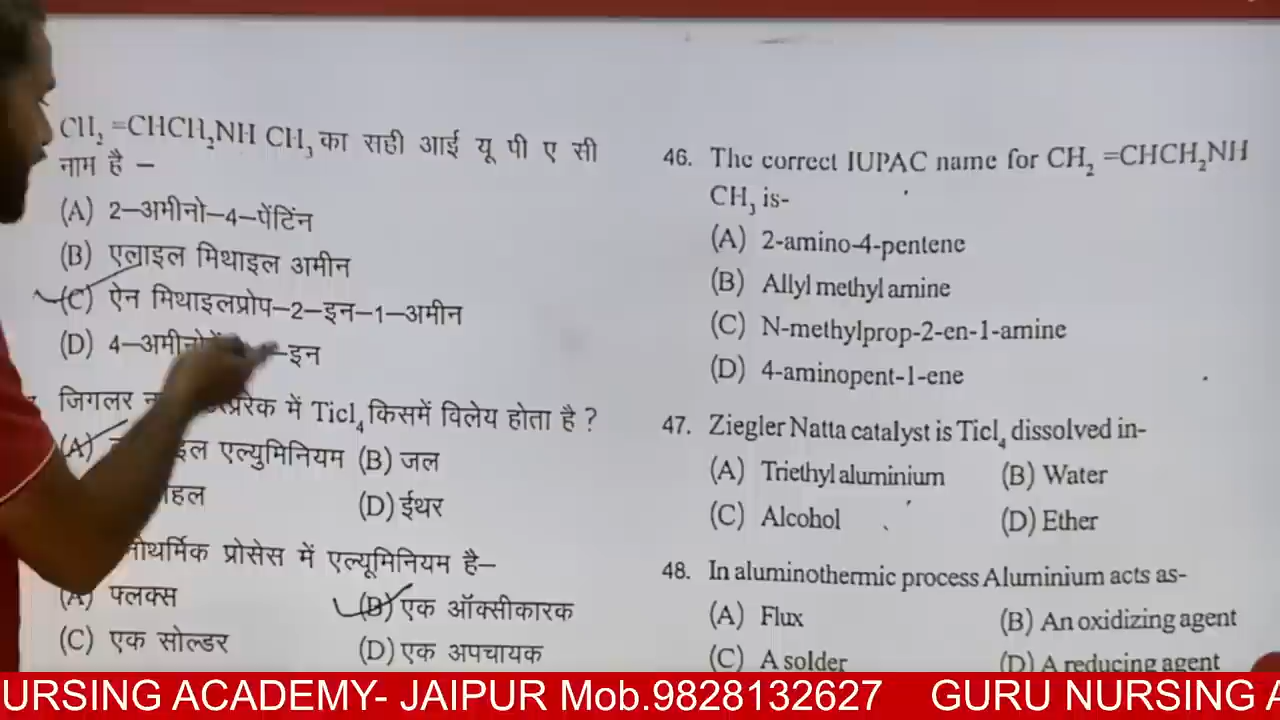 CH₂ =CHCH₂NH CH₃ का सही आई यू पी ए सी
नाम है –
(A) 2–अमीनो–4–पेंटिंन
(B) एलाइल मिथाइल अमीन
(C) ऐन मिथाइलप्रोप–2–इन–1–अमीन
(D) 4–अमीनो –इन
जिगलर में Ticl₄ किसमें विलेय होता है ?
(A) एल्युमिनियम (B) जल
(D) ईथर
प्रोसेस में एल्यूमिनियम है–
(A) फ्लक्स (B) एक ऑक्सीकारक
(C) एक सोल्डर (D) एक अपचायक
46. The correct IUPAC name for CH₂ =CHCH₂NH
CH₃ is-
(A) 2-amino-4-pentene
(B) Allyl methyl amine
(C) N-methylprop-2-en-1-amine
(D) 4-aminopent-1-ene
47. Ziegler Natta catalyst is Ticl₄ dissolved in-
(A) Triethyl aluminium (B) Water
(C) Alcohol (D) Ether
48. In aluminothermic process Aluminium acts as-
(A) Flux (B) An oxidizing agent
(C) A solder (D) A reducing agent
URSING ACADEMY- JAIPUR Mob.9828132627 GURU NURSING A